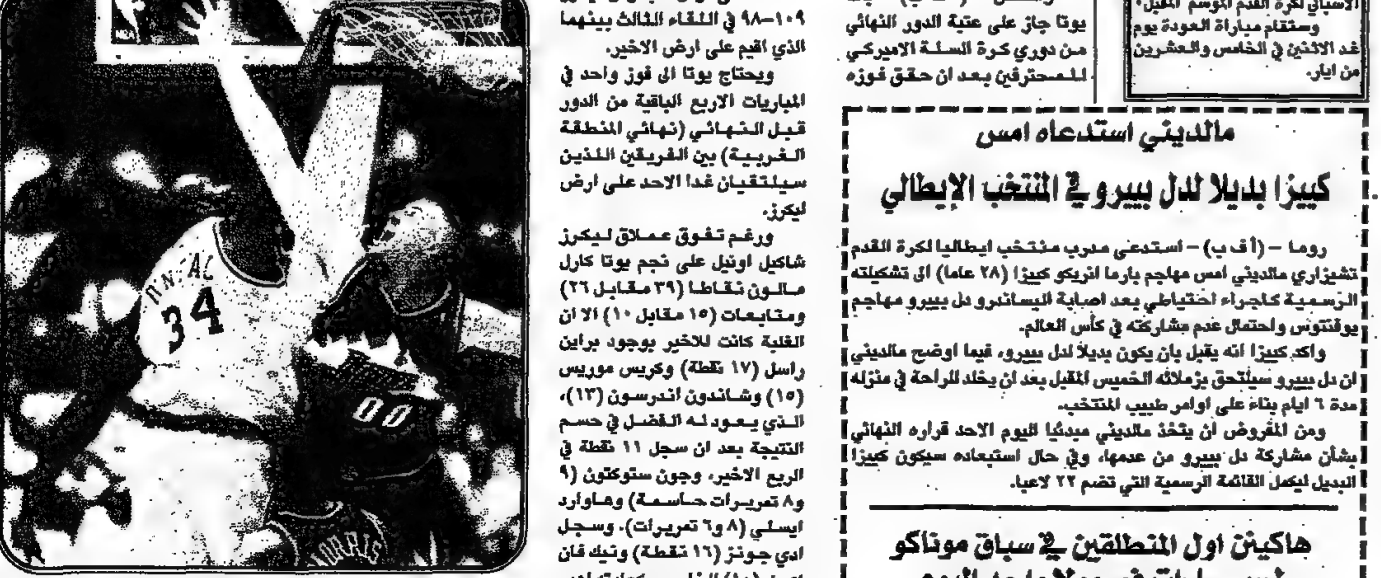 الاسباني لكرة القدم الموسم المقبل.
وستقام مباراة العودة يوم
غد الاثنين في الخامس والعشرين
من ايار.
يوتا جاز على عتبة الدور النهائي
من دوري كرة السلة الاميركي
للمحترفين بعد ان حقق فوزه
١٠٩-٩٨ في اللقاء الثالث بينهما
الذي اقيم على ارض الاخير.
ويحتاج يوتا الى فوز واحد في
المباريات الاربع الباقية من الدور
قبل النهائي (نهائي المنطقة
الغربية) بين الفريقين اللذين
سيلتقيان غدا الاحد على ارض
ليكرز.
ورغم تفوق عملاق ليكرز
شاكيل اونيل على نجم يوتا كارل
مالون نقاطا (٣٩ مقابل ٢٦)
ومتابعات (١٥ مقابل ١٠) الا ان
الغلبة كانت للاخير بوجود براين
راسل (١٧ نقطة) وكريس موريس
(١٥) وشاندون اندرسون (١٣)،
الذي يعود له الفضل في حسم
النتيجة بعد ان سجل ١١ نقطة في
الربع الاخير، وجون ستوكتون (٩
و٨ تمريرات حاسمة) وهاوارد
ايسلي (٨ و٦ تمريرات). وسجل
ادي جونز (١٦ نقطة) ونيك فان
مالديني استدعاه امس
كييزا بديلا لدل بييرو في المنتخب الإيطالي
روما – (أ ف ب) – استدعى مدرب منتخب ايطاليا لكرة القدم
تشيزاري مالديني امس مهاجم بارما انريكو كييزا (٢٨ عاما) الى تشكيلته
الرسمية كاجراء احتياطي بعد اصابة اليساندرو دل بييرو مهاجم
يوفنتوس واحتمال عدم مشاركته في كأس العالم.
واكد كييزا انه يقبل بان يكون بديلا لدل بييرو، فيما اوضح مالديني
ان دل بييرو سيلتحق بزملائه الخميس المقبل بعد ان يخلد للراحة في منزله
مدة ٦ ايام بناء على اوامر طبيب المنتخب.
ومن المفروض ان يتخذ مالديني مبدئيا اليوم الاحد قراره النهائي
بشأن مشاركة دل بييرو من عدمها، وفي حال استبعاده سيكون كييزا
البديل ليكمل القائمة الرسمية التي تضم ٢٢ لاعبا.
هاكينن اول المنطلقين في سباق موناكو
34
00